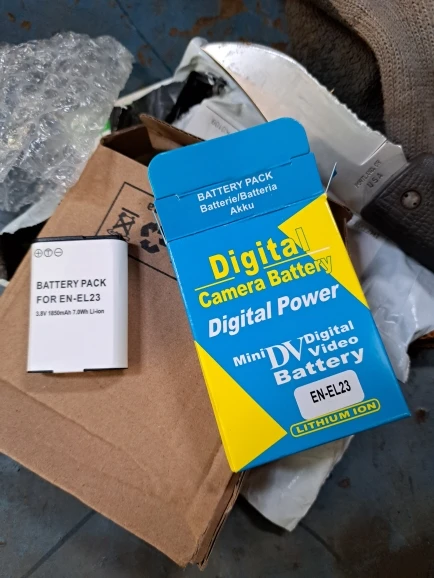 BATTERY PACK
Batterie/Batteria
Akku
Digital
Camera Battery
Digital Power
Mini DV Digital
Video
Battery
EN-EL23
LITHIUM ION
BATTERY PACK
FOR EN-EL23
3.8V 1850mAh 7.0Wh Li-ion